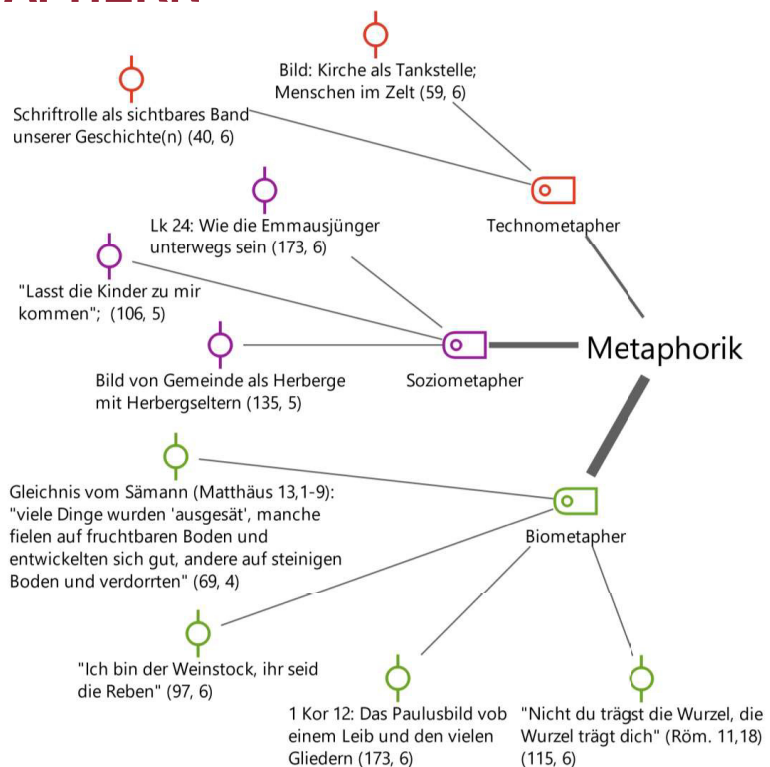 Bild: Kirche als Tankstelle;
Menschen im Zelt (59, 6)
Schriftrolle als sichtbares Band
unserer Geschichte(n) (40, 6)
Technometapher
Lk 24: Wie die Emmausjünger
unterwegs sein (173, 6)
"Lasst die Kinder zu mir
kommen";  (106, 5)
Metaphorik
Bild von Gemeinde als Herberge
mit Herbergseltern (135, 5)
Soziometapher
Gleichnis vom Sämann (Matthäus 13,1-9):
"viele Dinge wurden 'ausgesät', manche
fielen auf fruchtbaren Boden und
entwickelten sich gut, andere auf steinigen
Boden und verdorrten" (69, 4)
Biometapher
"Ich bin der Weinstock, ihr seid
die Reben" (97, 6)
1 Kor 12: Das Paulusbild vob
einem Leib und den vielen
Gliedern (173, 6)
"Nicht du trägst die Wurzel, die
Wurzel trägt dich" (Röm. 11,18)
(115, 6)